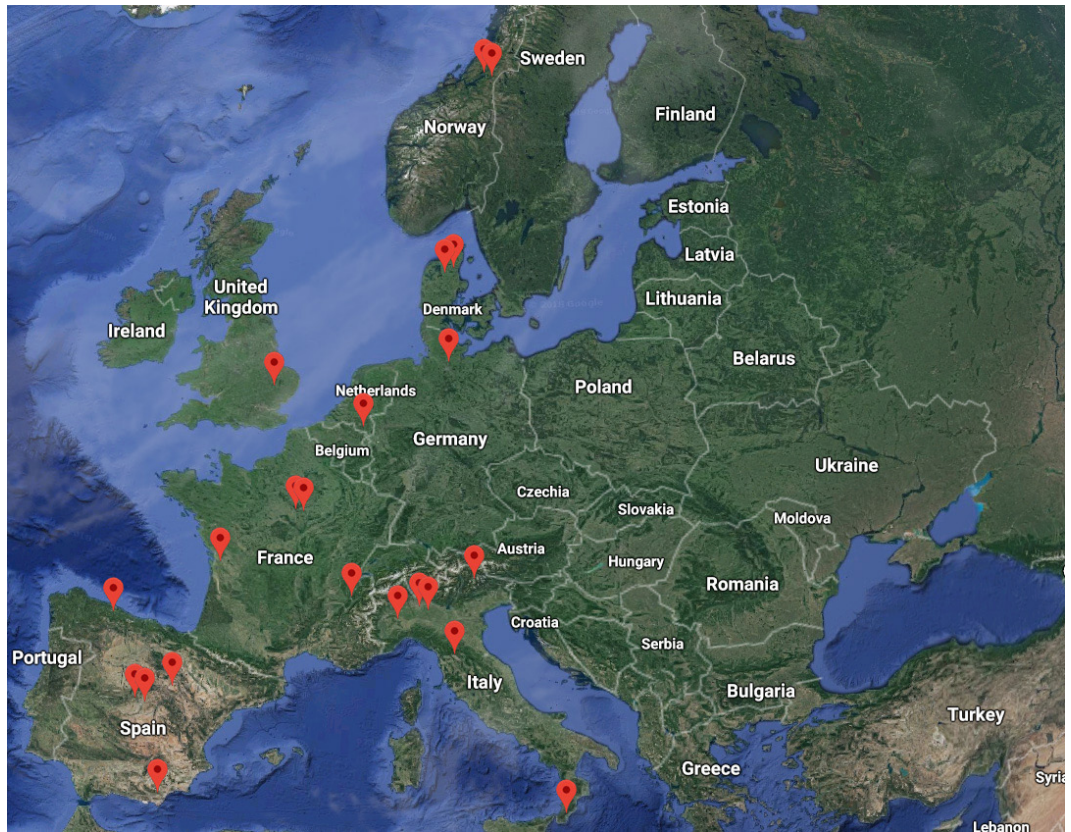 Sweden
Finland
Norway
Estonia
Latvia
United
Kingdom
Denmark
Lithuania
Ireland
Belarus
Netherlands
Poland
Germany
Belgium
Ukraine
Czechia
Slovakia
Moldova
Austria
France
Hungary
Romania
Croatia
Serbia
Portugal
Italy
Bulgaria
Spain
Turkey
Greece
Syria
Lebanon